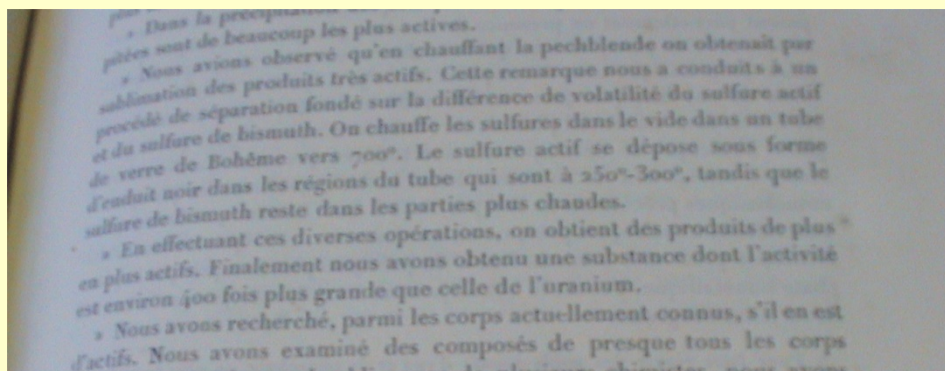 » Dans la
pitées sont de beaucoup les plus actives.
» Nous avions observé qu'en chauffant la pechblende on obtenait par
sublimation des produits très actifs. Cette remarque nous a conduits à un
procédé de séparation fondé sur la différence de volatilité du sulfure actif
et du sulfure de bismuth. On chauffe les sulfures dans le vide dans un tube
de verre de Bohême vers 700°. Le sulfure actif se dépose sous forme
d'enduit noir dans les régions du tube qui sont à 250°-300°, tandis que le
sulfure de bismuth reste dans les parties plus chaudes.
» En effectuant ces diverses opérations, on obtient des produits de plus
en plus actifs. Finalement nous avons obtenu une substance dont l'activité
est environ 400 fois plus grande que celle de l'uranium.
» Nous avons recherché, parmi les corps actuellement connus, s'il en est
d'actifs. Nous avons examiné des composés de presque tous les corps